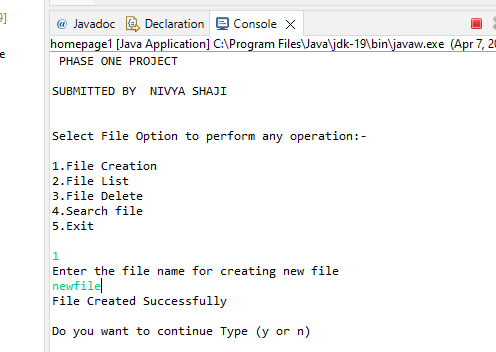 9]
e
@ Javadoc Declaration Console
homepage1 [Java Application] C:\Program Files\Java\jdk-19\bin\javaw.exe (Apr 7, 20
PHASE ONE PROJECT
SUBMITTED BY  NIVYA SHAJI
Select File Option to perform any operation:-
1.File Creation
2.File List
3.File Delete
4.Search file
5.Exit
1
Enter the file name for creating new file
newfile
File Created Successfully
Do you want to continue Type (y or n)